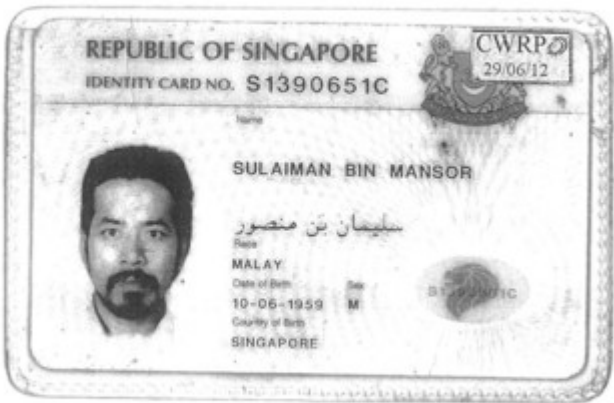 REPUBLIC OF SINGAPORE
CWRP
IDENTITY CARD NO. S1390651C
29/06/12
Name
SULAIMAN BIN MANSOR
سليمان بن منصور
Race
MALAY
Date of Birth Sex
10-06-1959 M
Country of Birth
SINGAPORE